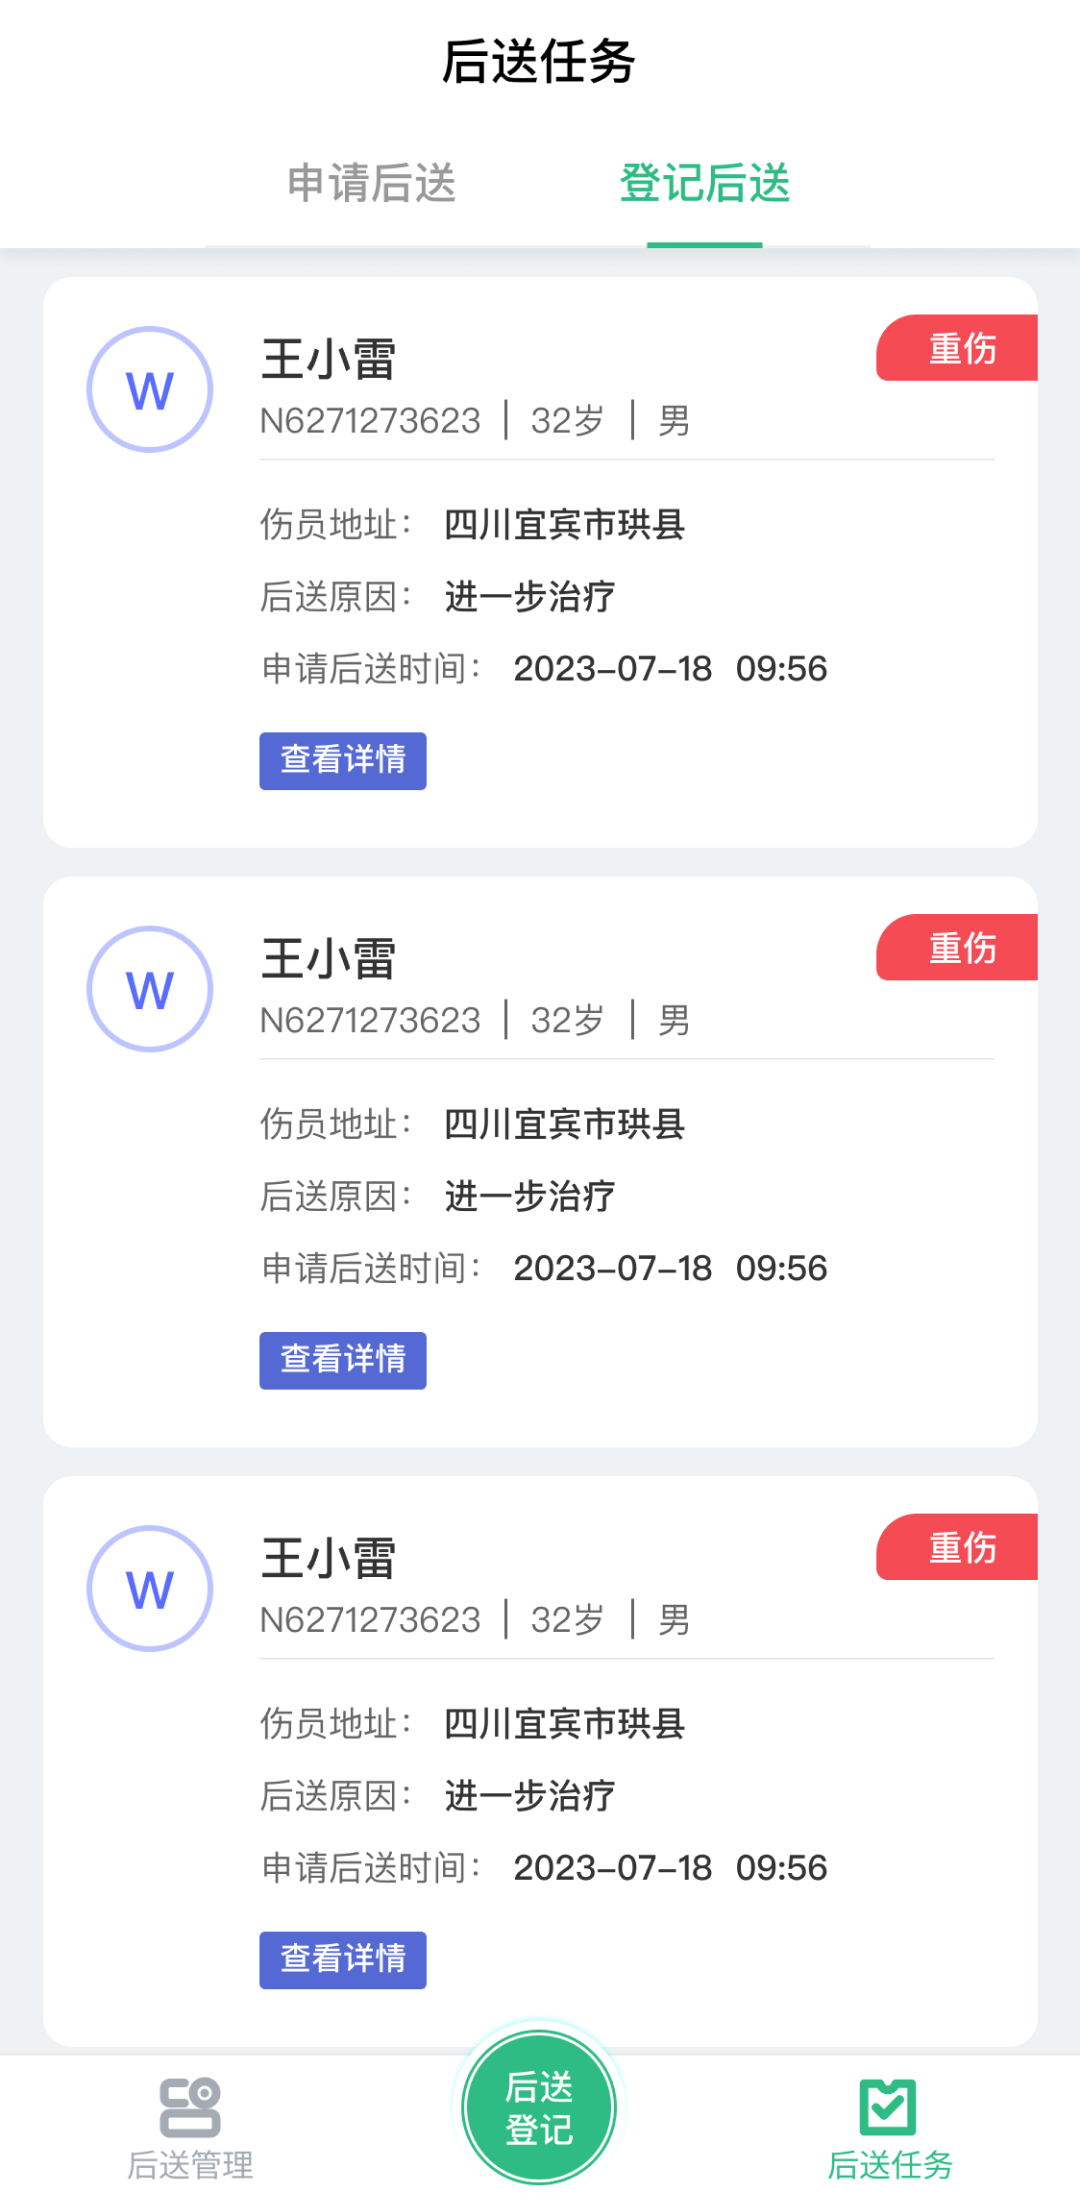 后送任务
申请后送 登记后送
W 王小雷 重伤
N6271273623 | 32岁 | 男
伤员地址： 四川宜宾市珙县
后送原因： 进一步治疗
申请后送时间： 2023-07-18 09:56
查看详情
W 王小雷 重伤
N6271273623 | 32岁 | 男
伤员地址： 四川宜宾市珙县
后送原因： 进一步治疗
申请后送时间： 2023-07-18 09:56
查看详情
W 王小雷 重伤
N6271273623 | 32岁 | 男
伤员地址： 四川宜宾市珙县
后送原因： 进一步治疗
申请后送时间： 2023-07-18 09:56
查看详情
后送
登记
后送管理 后送任务